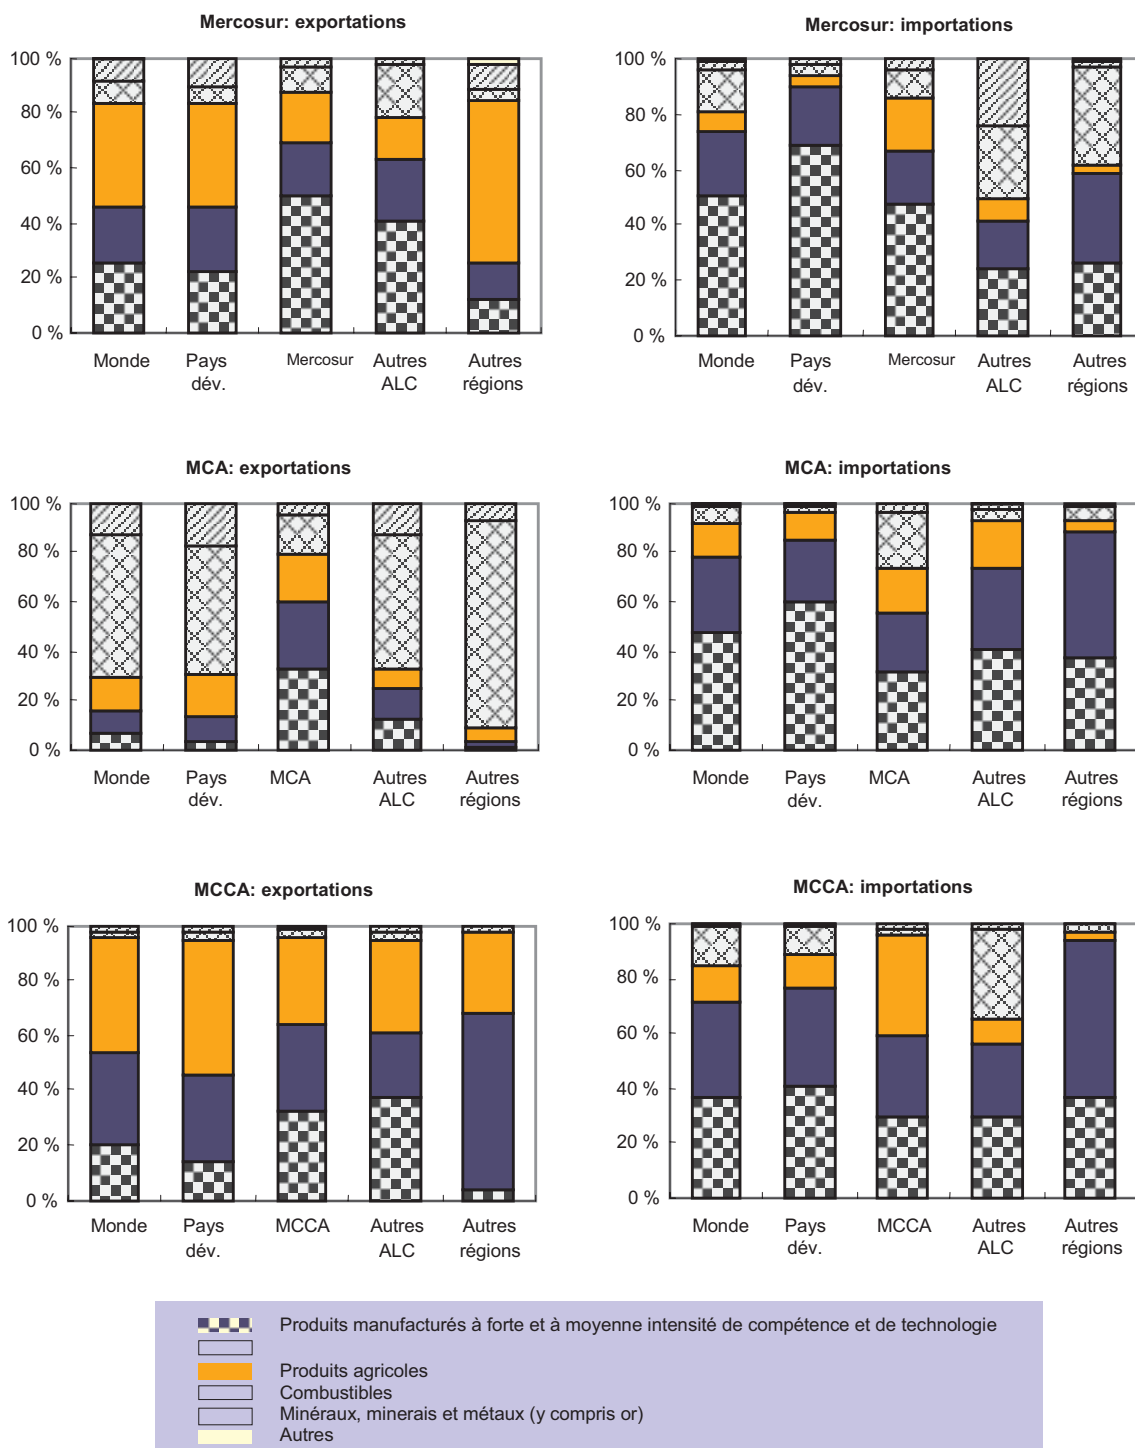 Mercosur: exportations
100 %
80 %
60 %
40 %
20 %
0 %
Monde Pays dév. Mercosur Autres ALC Autres régions
Mercosur: importations
100 %
80 %
60 %
40 %
20 %
0 %
Monde Pays dév. Mercosur Autres ALC Autres régions
MCA: exportations
100 %
80 %
60 %
40 %
20 %
0 %
Monde Pays dév. MCA Autres ALC Autres régions
MCA: importations
100 %
80 %
60 %
40 %
20 %
0 %
Monde Pays dév. MCA Autres ALC Autres régions
MCCA: exportations
100 %
80 %
60 %
40 %
20 %
0 %
Monde Pays dév. MCCA Autres ALC Autres régions
MCCA: importations
100 %
80 %
60 %
40 %
20 %
0 %
Monde Pays dév. MCCA Autres ALC Autres régions
Produits manufacturés à forte et à moyenne intensité de compétence et de technologie
Produits agricoles
Combustibles
Minéraux, minerais et métaux (y compris or)
Autres